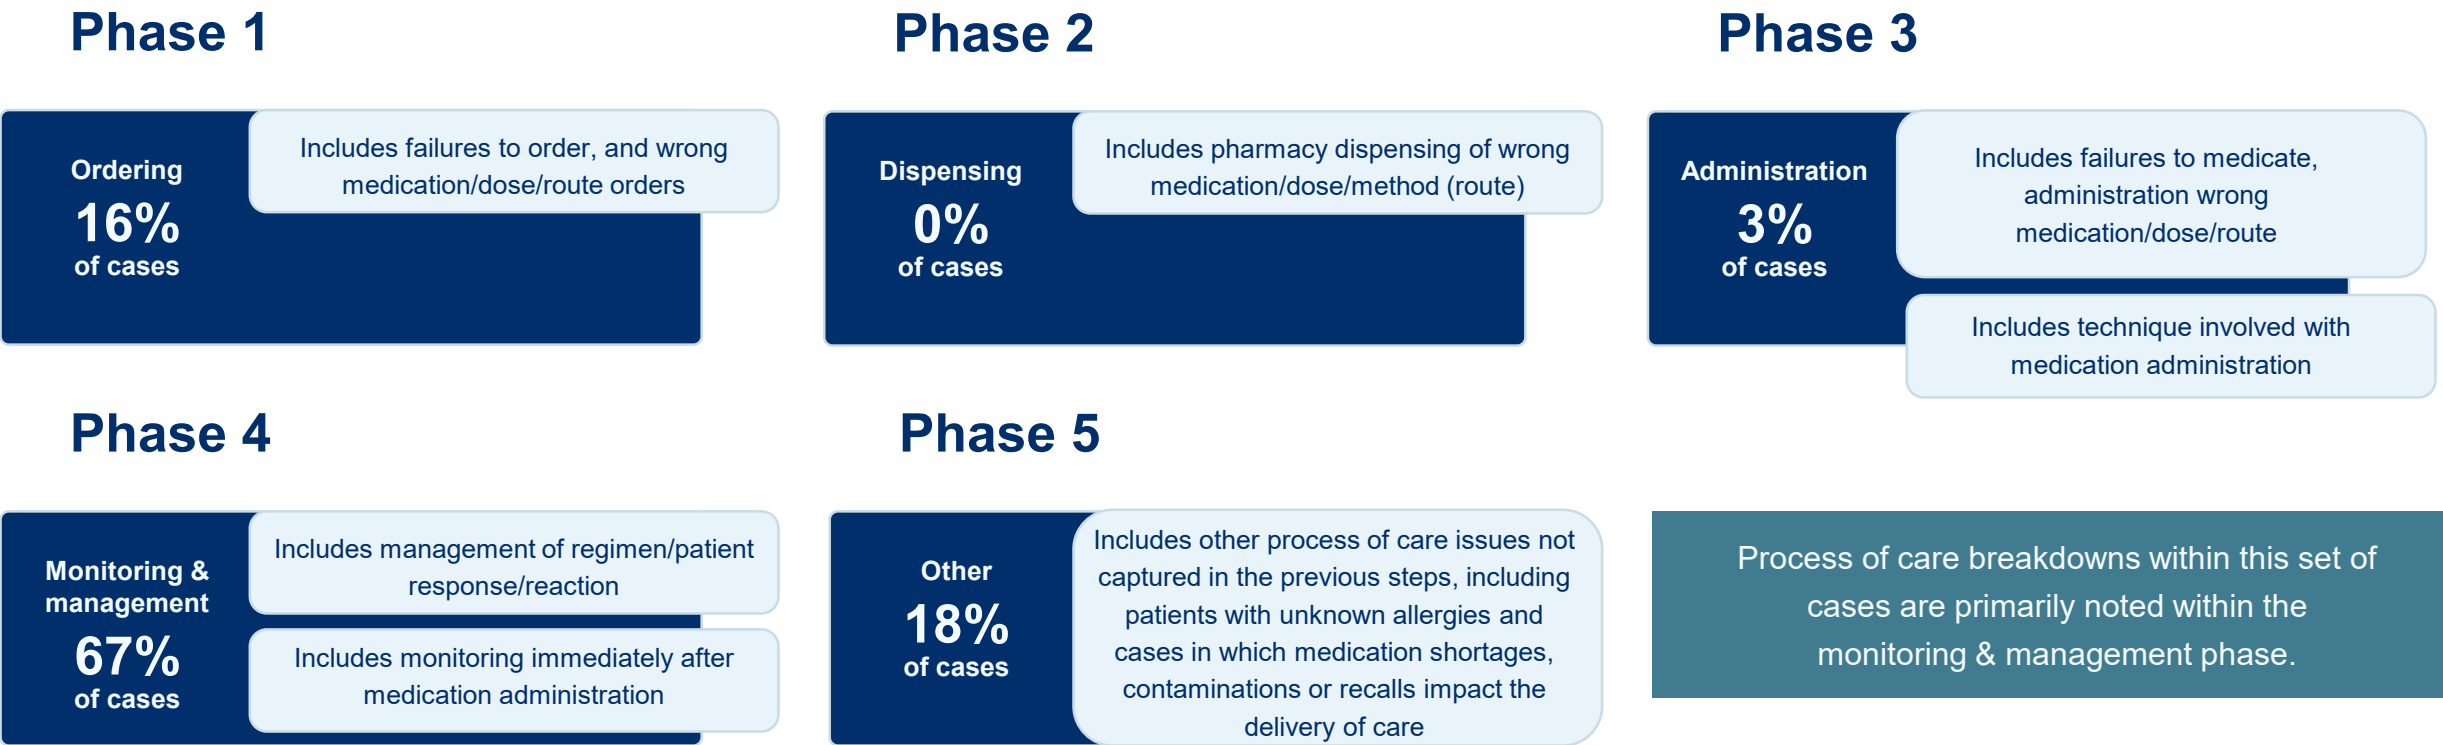 Phase 1
Ordering
16%
of cases
Includes failures to order, and wrong
medication/dose/route orders
Phase 2
Dispensing
0%
of cases
Includes pharmacy dispensing of wrong
medication/dose/method (route)
Phase 3
Administration
3%
of cases
Includes failures to medicate,
administration wrong
medication/dose/route
Includes technique involved with
medication administration
Phase 4
Monitoring &
management
67%
of cases
Includes management of regimen/patient
response/reaction
Includes monitoring immediately after
medication administration
Phase 5
Other
18%
of cases
Includes other process of care issues not
captured in the previous steps, including
patients with unknown allergies and
cases in which medication shortages,
contaminations or recalls impact the
delivery of care
Process of care breakdowns within this set of
cases are primarily noted within the
monitoring & management phase.